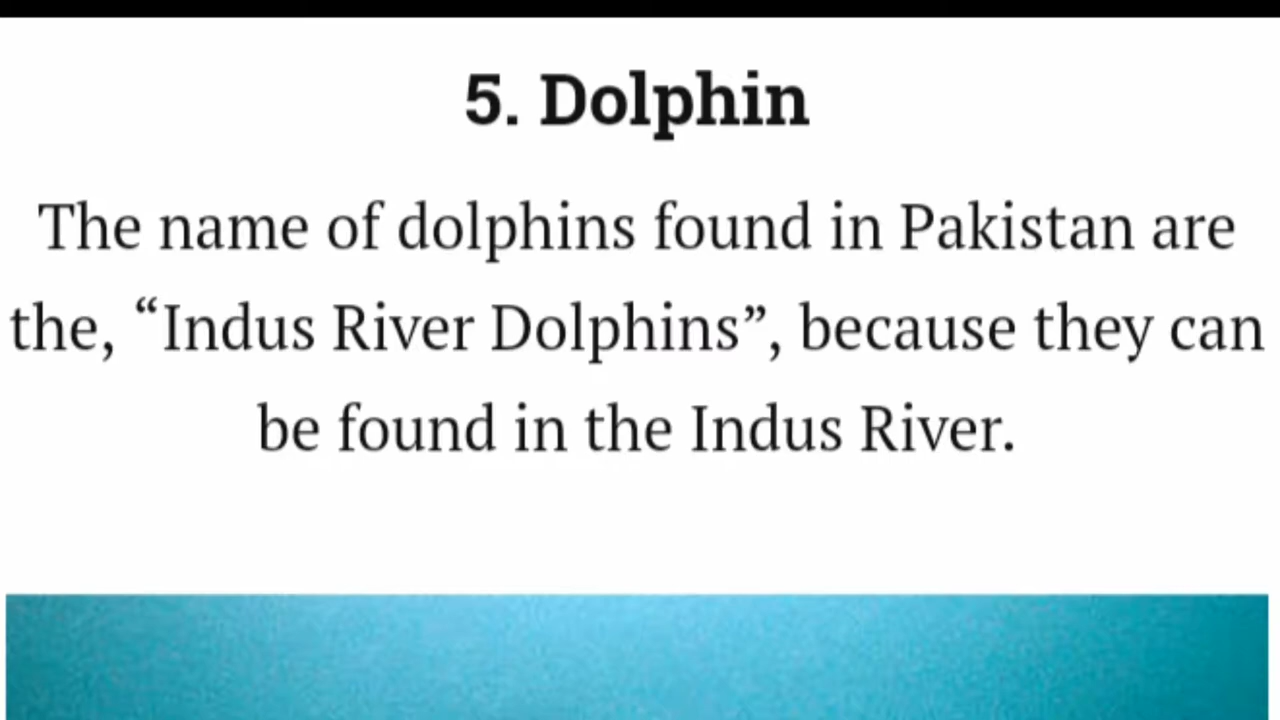 5. Dolphin
The name of dolphins found in Pakistan are
the, “Indus River Dolphins”, because they can
be found in the Indus River.